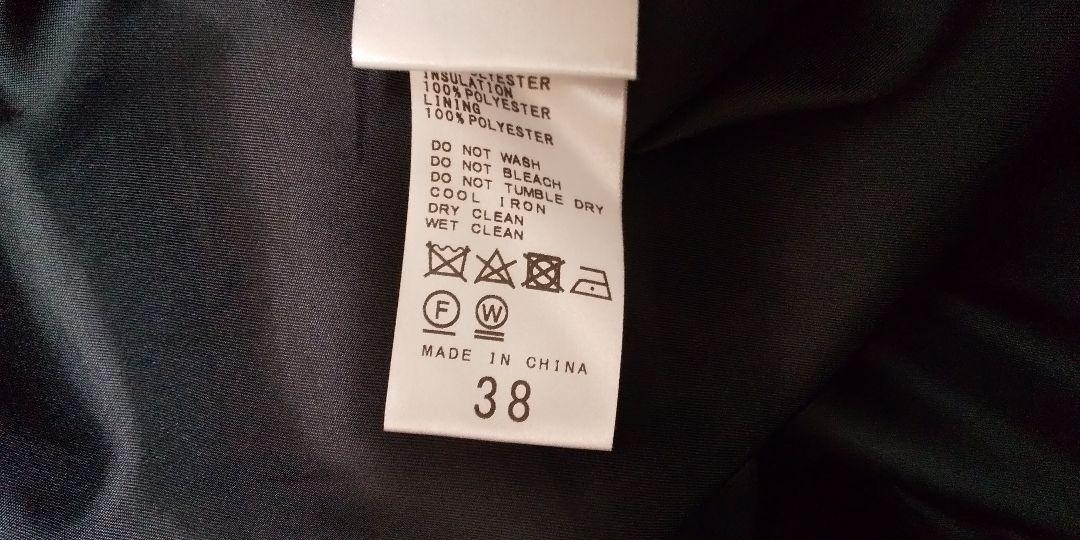 POLYESTER
INSULATION
100% POLYESTER
LINING
100% POLYESTER
DO NOT WASH
DO NOT BLEACH
DO NOT TUMBLE DRY
COOL IRON
DRY CLEAN
WET CLEAN
F W
MADE IN CHINA
38